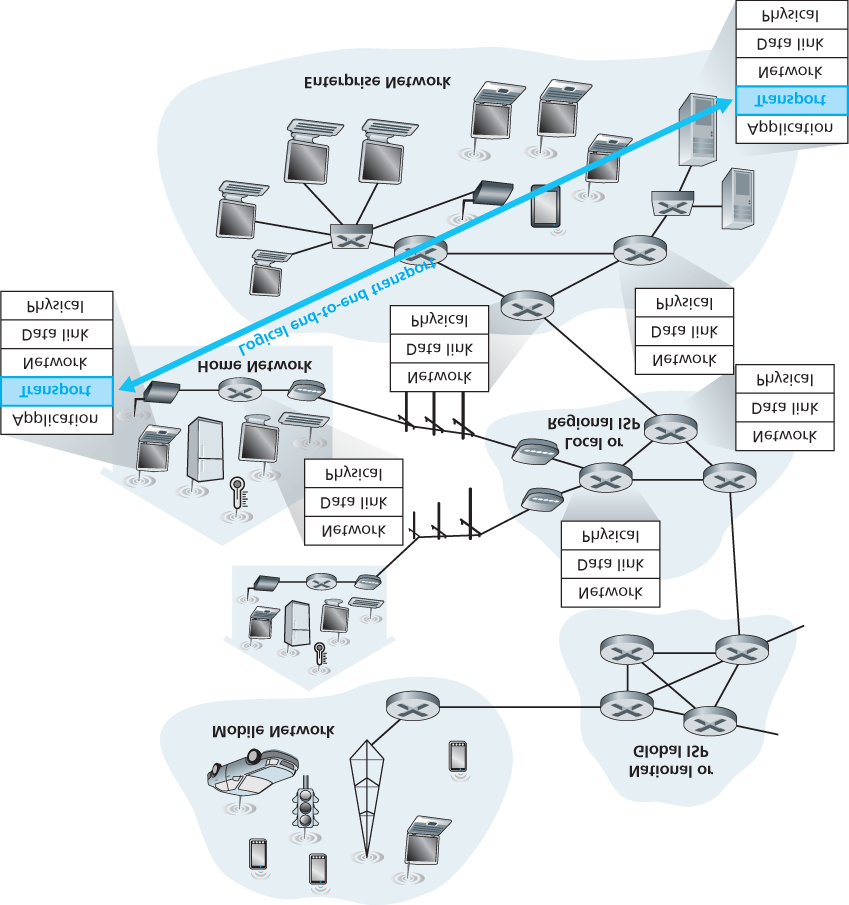 National or
Global ISP
Mobile Network
Network
Data link
Physical
Network
Data link
Physical
Local or
Regional ISP
Network
Data link
Physical
Application
Transport
Network
Data link
Physical
Home Network
Network
Data link
Physical
Network
Data link
Physical
Logical end-to-end transport
Enterprise Network
Application
Transport
Network
Data link
Physical